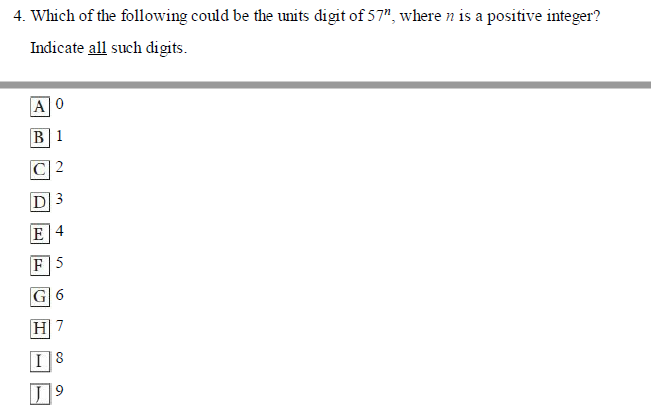 4. Which of the following could be the units digit of 57ⁿ, where n is a positive integer?
Indicate all such digits.
A 0
B 1
C 2
D 3
E 4
F 5
G 6
H 7
I 8
J 9